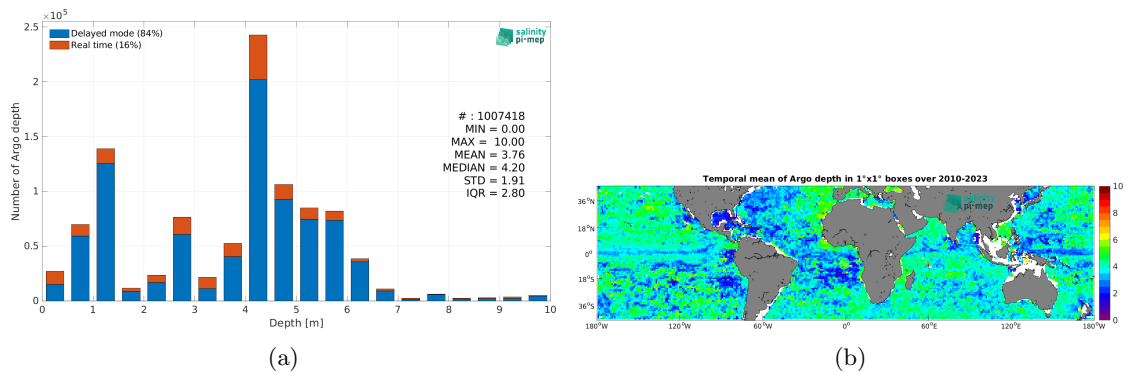 ×10⁵
2.5
2
1.5
1
0.5
0
Number of Argo depth
Delayed mode (84%)
Real time (16%)
salinity
pi-mep
# : 1007418
MIN = 0.00
MAX = 10.00
MEAN = 3.76
MEDIAN = 4.20
STD = 1.91
IQR = 2.80
0 1 2 3 4 5 6 7 8 9 10
Depth [m]
(a)
Temporal mean of Argo depth in 1°x1° boxes over 2010-2023
salinity
pi-mep
36°N
18°N
0°
18°S
36°S
180°W 120°W 60°W 0° 60°E 120°E 180°W
10
8
6
4
2
0
(b)